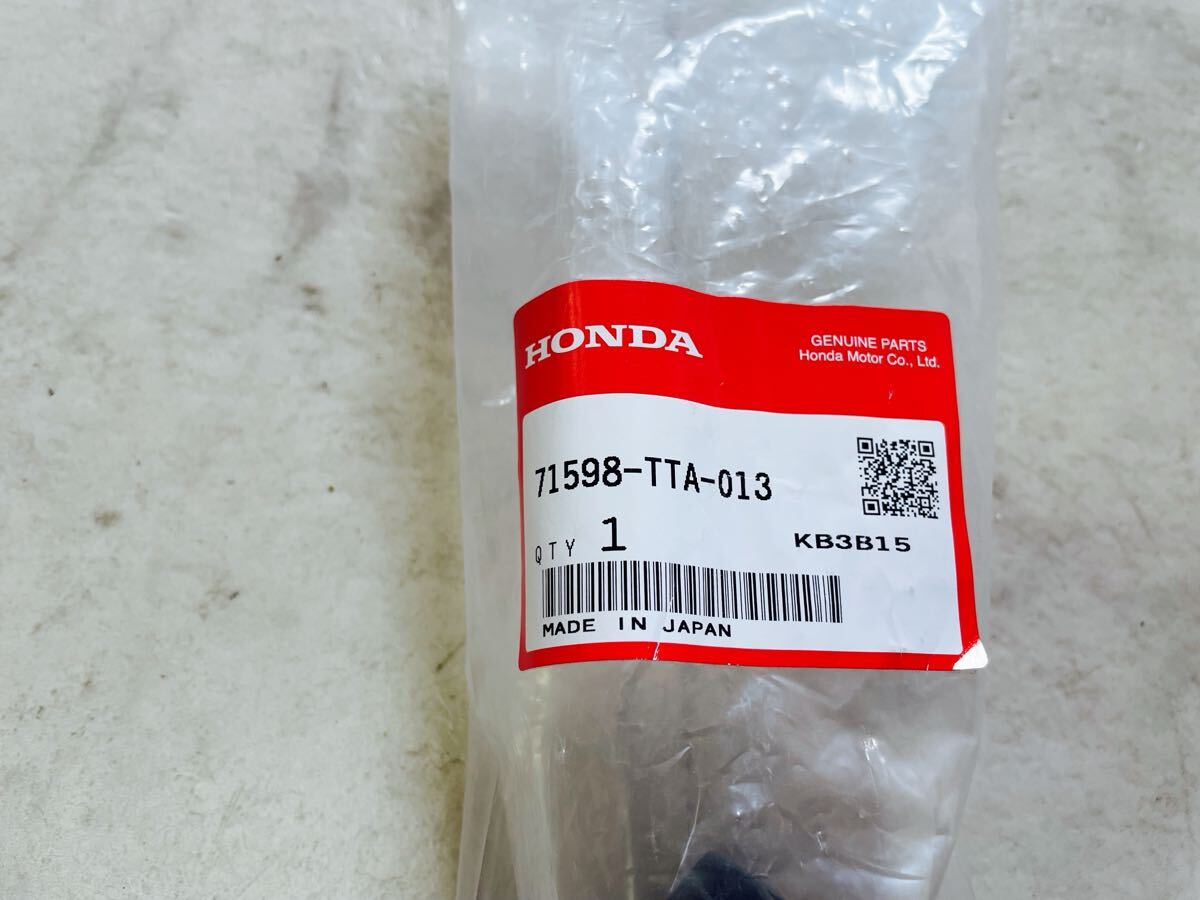 HONDA
GENUINE PARTS
Honda Motor Co., Ltd.
71598-TTA-013
QTY 1
KB3B15
MADE IN JAPAN